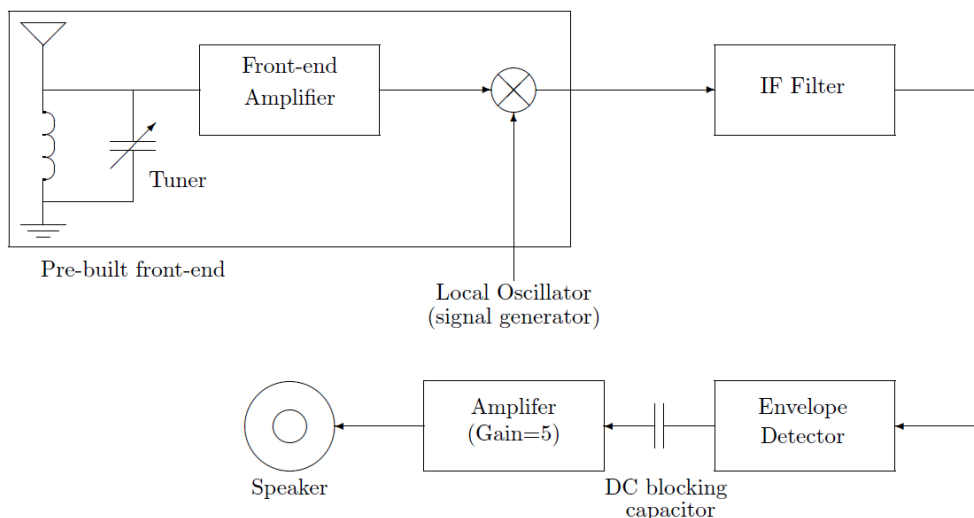 Front-end
Amplifier
IF Filter
Tuner
Pre-built front-end
Local Oscillator
(signal generator)
Amplifer
(Gain=5)
Envelope
Detector
Speaker
DC blocking
capacitor